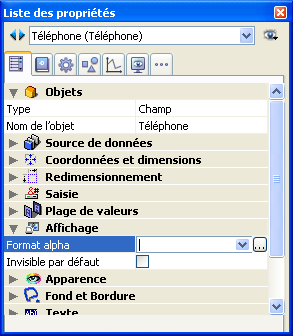 Liste des propriétés
Téléphone (Téléphone)
Objets
Type Champ
Nom de l'objet Téléphone
Source de données
Coordonnées et dimensions
Redimensionnement
Saisie
Plage de valeurs
Affichage
Format alpha
Invisible par défaut
Apparence
Fond et Bordure
Texte